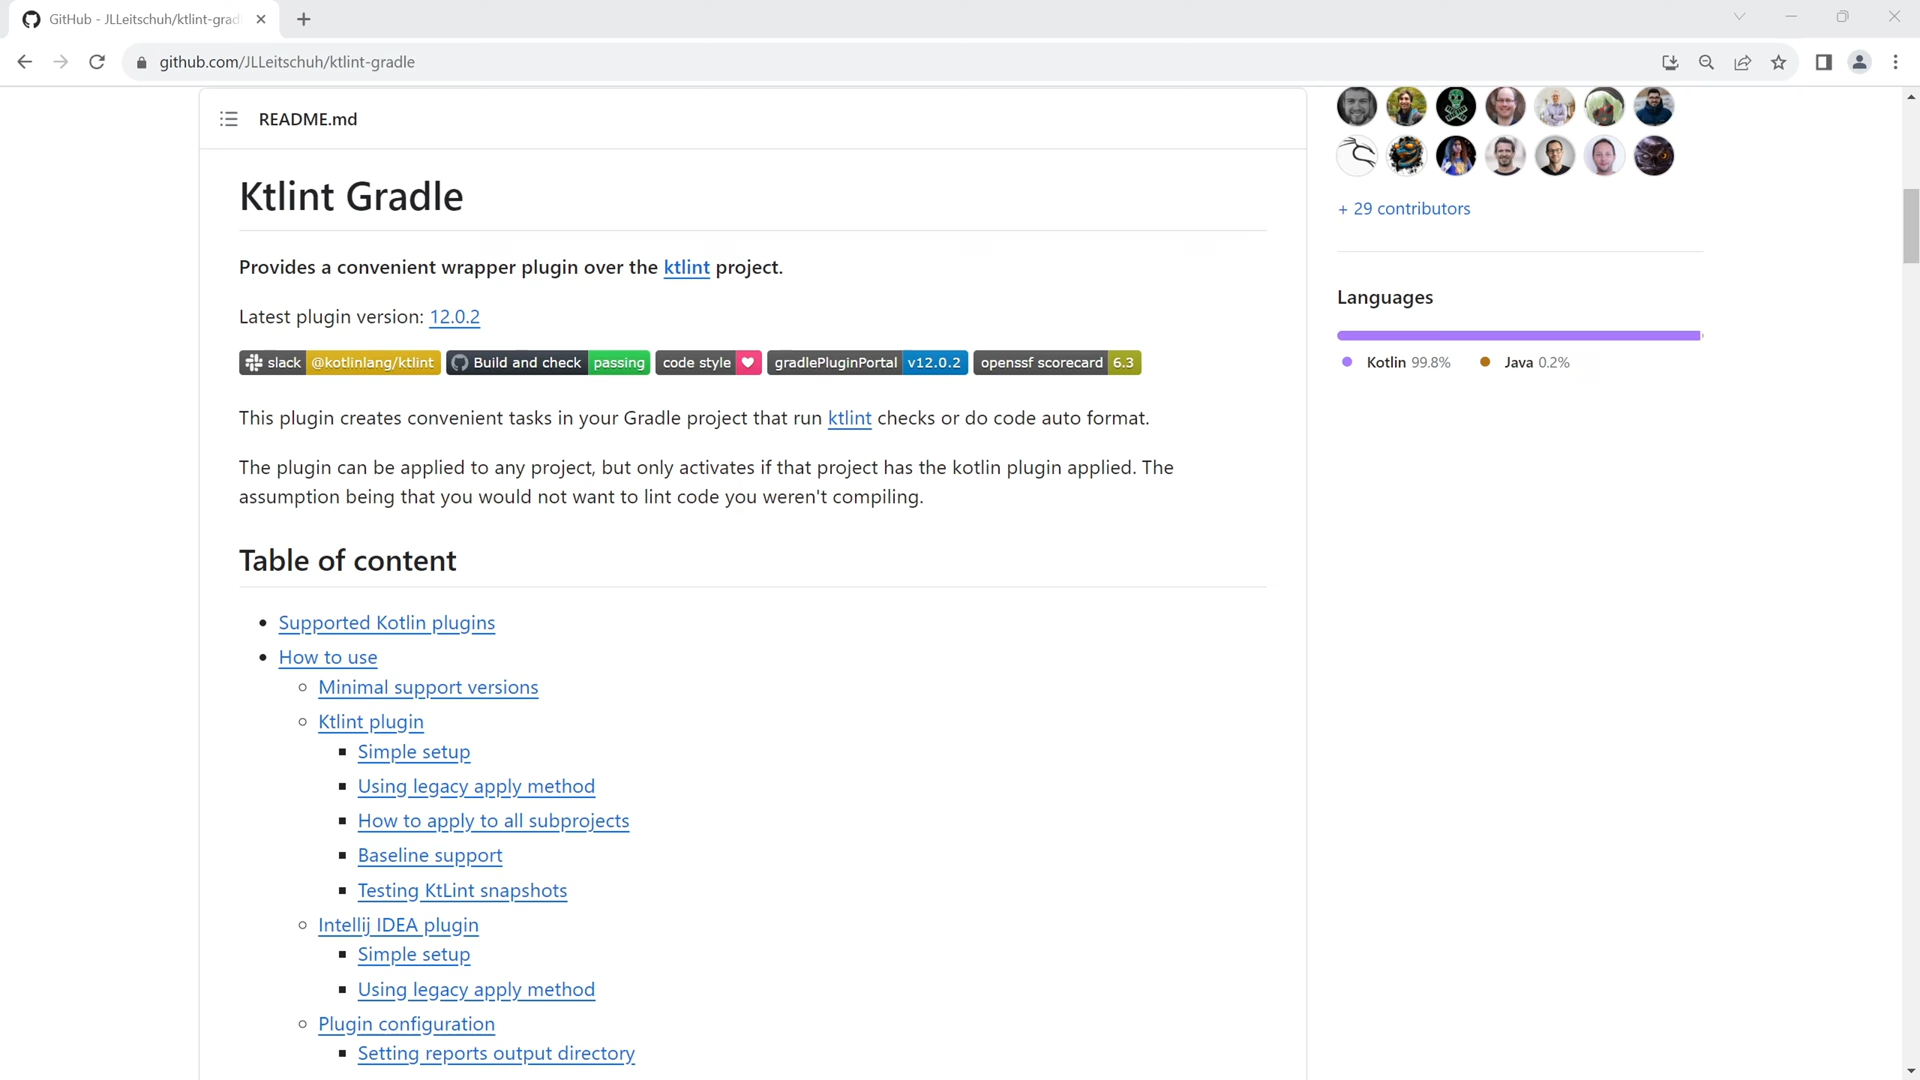 GitHub - JLLeitschuh/ktlint-grad
github.com/JLLeitschuh/ktlint-gradle
README.md
Ktlint Gradle
Provides a convenient wrapper plugin over the ktlint project.
Latest plugin version: 12.0.2
slack @kotlinlang/ktlint Build and check passing code style gradlePluginPortal v12.0.2 openssf scorecard 6.3
This plugin creates convenient tasks in your Gradle project that run ktlint checks or do code auto format.
The plugin can be applied to any project, but only activates if that project has the kotlin plugin applied. The
assumption being that you would not want to lint code you weren't compiling.
Table of content
Supported Kotlin plugins
How to use
Minimal support versions
Ktlint plugin
Simple setup
Using legacy apply method
How to apply to all subprojects
Baseline support
Testing KtLint snapshots
Intellij IDEA plugin
Simple setup
Using legacy apply method
Plugin configuration
Setting reports output directory
+ 29 contributors
Languages
Kotlin 99.8% Java 0.2%